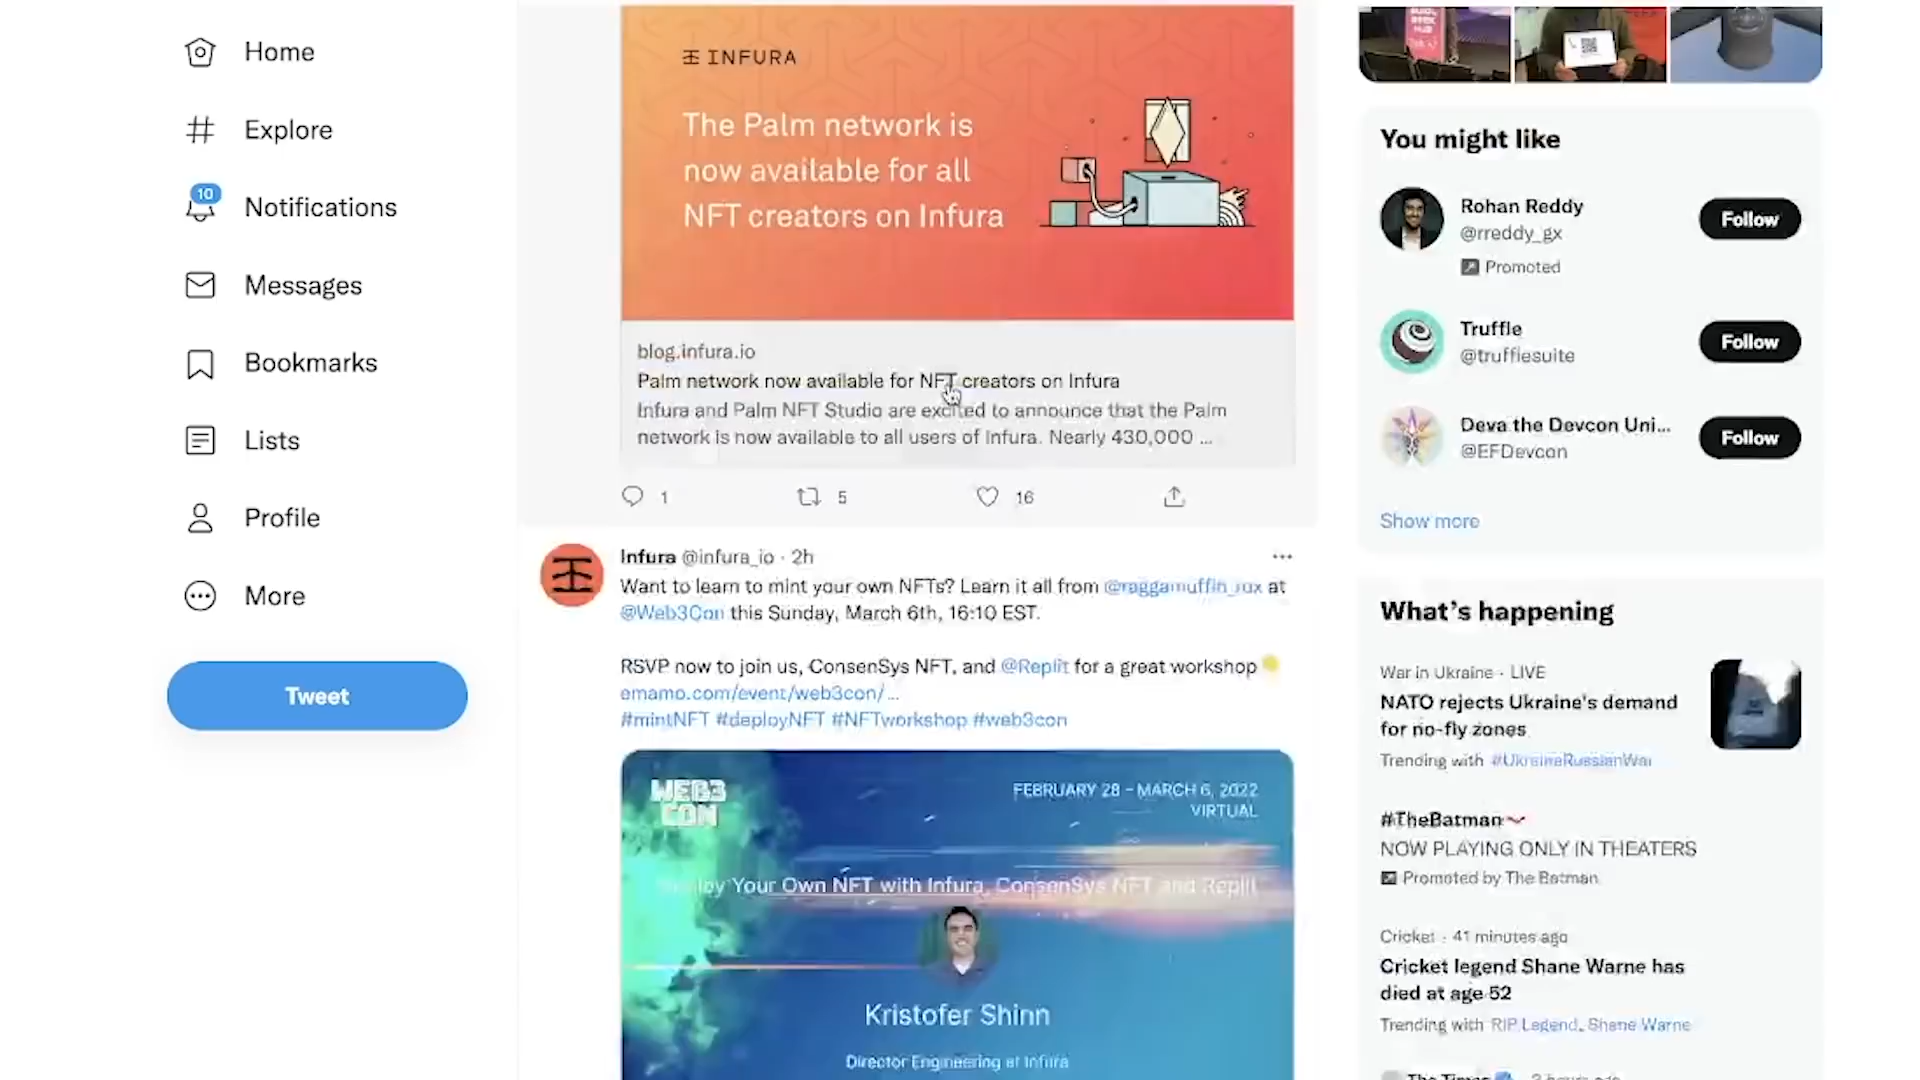 Home
Explore
10
Notifications
Messages
Bookmarks
Lists
Profile
More
Tweet
INFURA
The Palm network is
now available for all
NFT creators on Infura
blog.infura.io
Palm network now available for NFT creators on Infura
Infura and Palm NFT Studio are excited to announce that the Palm
network is now available to all users of Infura. Nearly 430,000 ...
1
5
16
Infura @infura_io · 2h
Want to learn to mint your own NFTs? Learn it all from @raggamuffin_rox at
@Web3Con this Sunday, March 6th, 16:10 EST.
RSVP now to join us, ConsenSys NFT, and @Replit for a great workshop
emamo.com/event/web3con/...
#mintNFT #deployNFT #NFTworkshop #web3con
WEB3
CON
FEBRUARY 28 - MARCH 6, 2022
VIRTUAL
Your Own NFT with Infura, ConsenSys NFT and Replit
Kristofer Shinn
Director Engineering at Infura
You might like
Rohan Reddy
@rreddy_gx
Promoted
Follow
Truffle
@trufflesuite
Follow
Deva the Devcon Uni...
@EFDevcon
Follow
Show more
What's happening
War in Ukraine · LIVE
NATO rejects Ukraine's demand
for no-fly zones
Trending with #UkraineRussianWar
#TheBatman
NOW PLAYING ONLY IN THEATERS
Promoted by The Batman
Cricket · 41 minutes ago
Cricket legend Shane Warne has
died at age 52
Trending with RIP Legend, Shane Warne
The Times